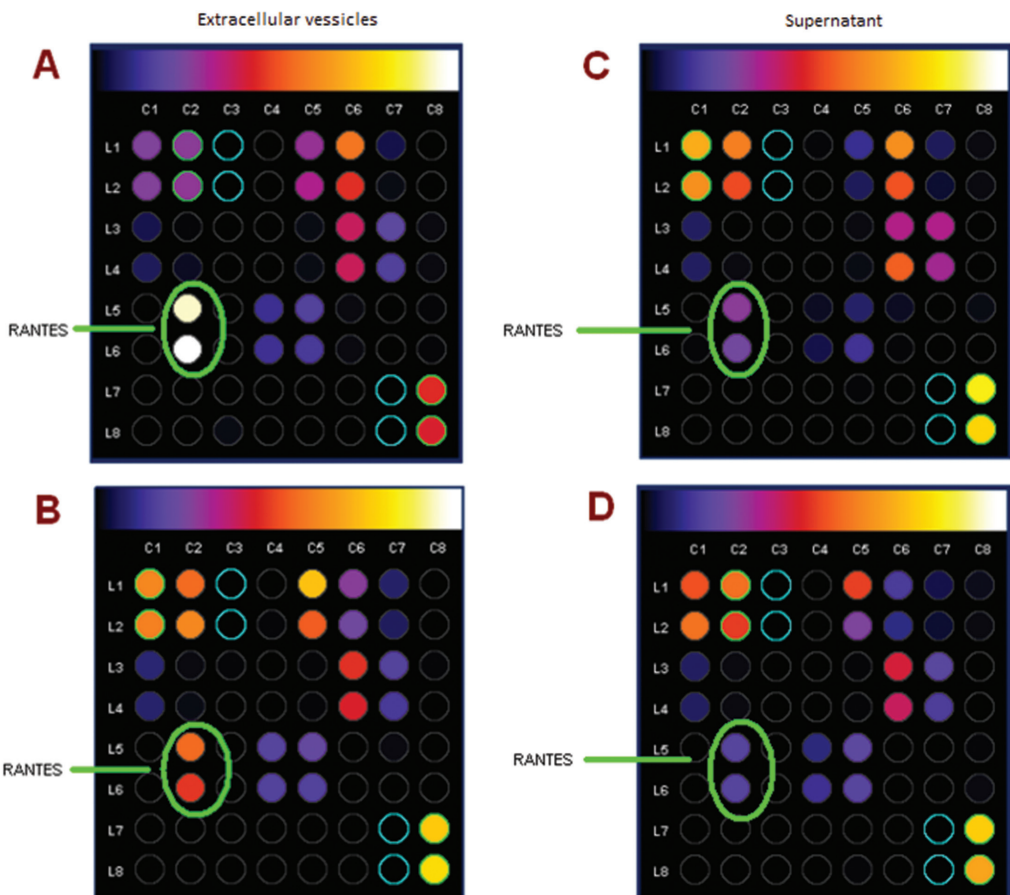 Extracellular vessicles
Supernatant
A
C1 C2 C3 C4 C5 C6 C7 C8
L1
L2
L3
L4
L5
RANTES
L6
L7
L8
C
C1 C2 C3 C4 C5 C6 C7 C8
L1
L2
L3
L4
L5
RANTES
L6
L7
L8
B
C1 C2 C3 C4 C5 C6 C7 C8
L1
L2
L3
L4
L5
RANTES
L6
L7
L8
D
C1 C2 C3 C4 C5 C6 C7 C8
L1
L2
L3
L4
L5
RANTES
L6
L7
L8